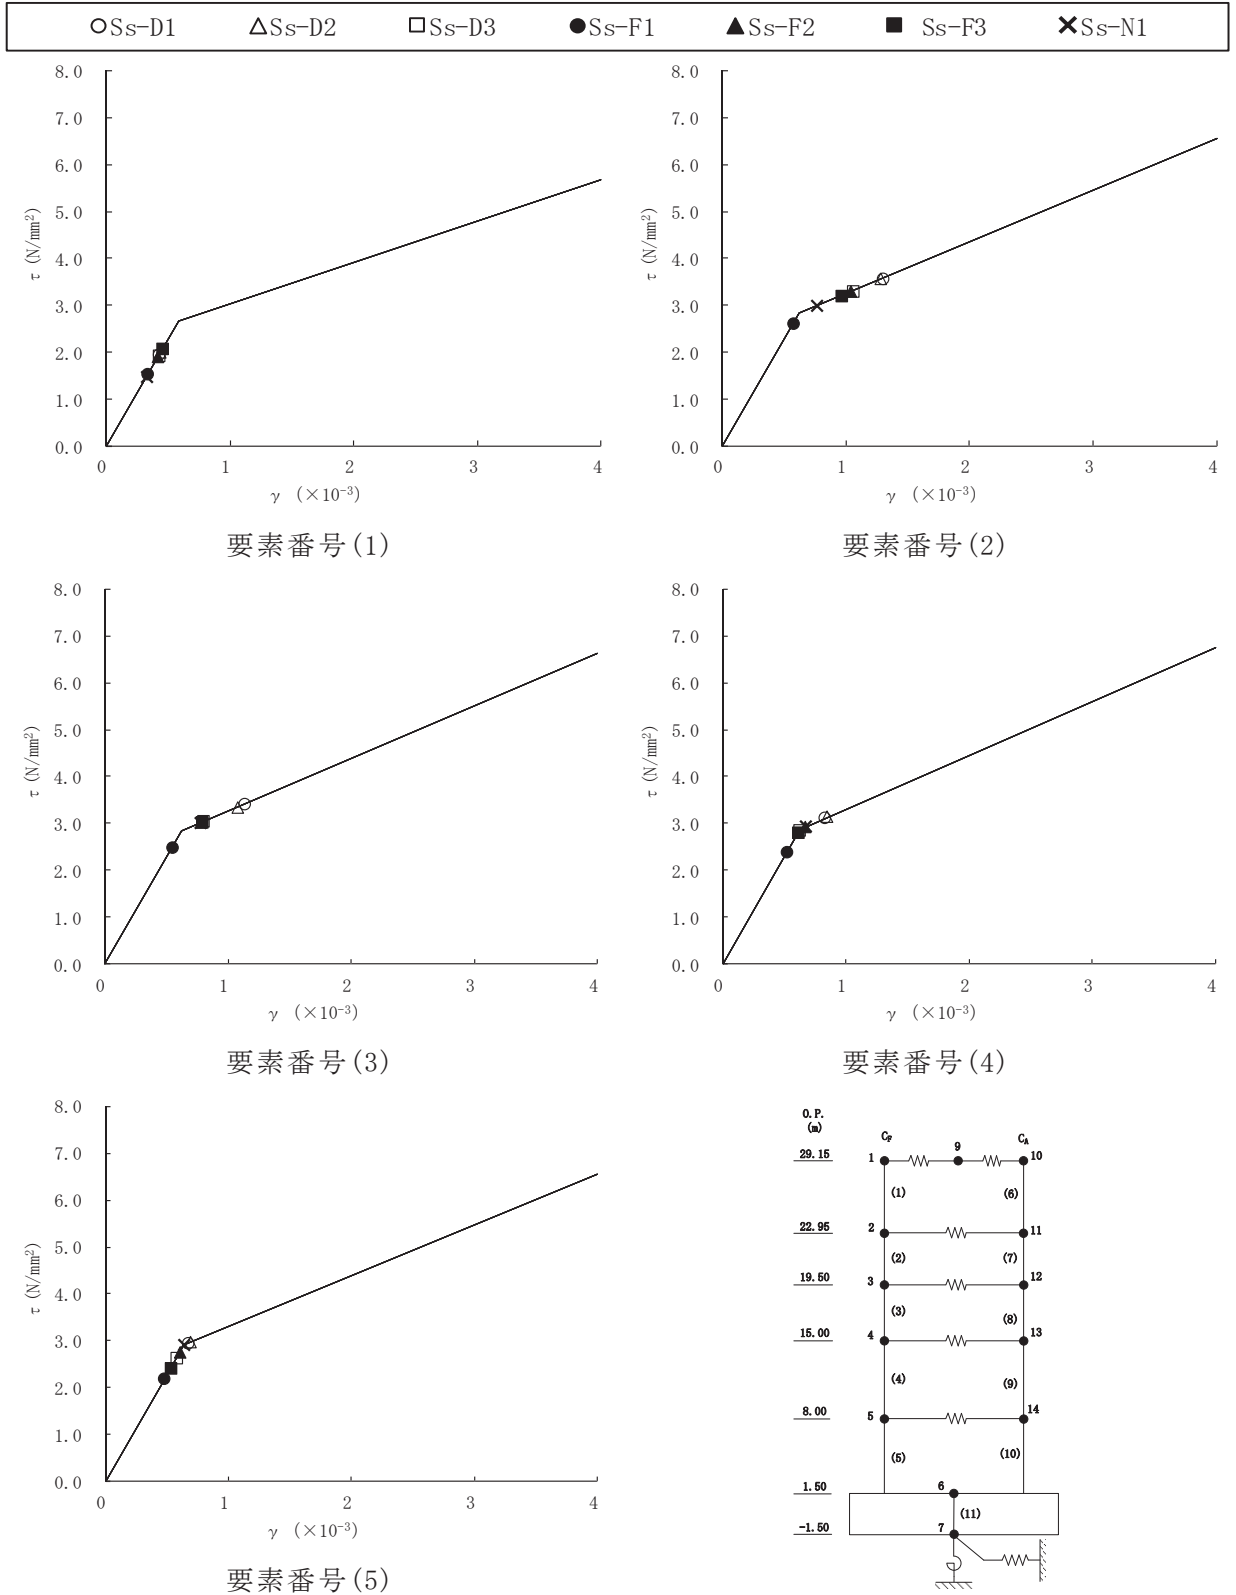 ○Ss-D1 △Ss-D2 □Ss-D3 ●Ss-F1 ▲Ss-F2 ■ Ss-F3 ×Ss-N1
8.0
7.0
6.0
5.0
4.0
3.0
2.0
1.0
0.0
τ (N/mm²)
0 1 2 3 4
γ (×10⁻³)
要素番号(1)
8.0
7.0
6.0
5.0
4.0
3.0
2.0
1.0
0.0
τ (N/mm²)
0 1 2 3 4
γ (×10⁻³)
要素番号(2)
8.0
7.0
6.0
5.0
4.0
3.0
2.0
1.0
0.0
τ (N/mm²)
0 1 2 3 4
γ (×10⁻³)
要素番号(3)
8.0
7.0
6.0
5.0
4.0
3.0
2.0
1.0
0.0
τ (N/mm²)
0 1 2 3 4
γ (×10⁻³)
要素番号(4)
8.0
7.0
6.0
5.0
4.0
3.0
2.0
1.0
0.0
τ (N/mm²)
0 1 2 3 4
γ (×10⁻³)
要素番号(5)
O.P.
(m)
C_F C_A
29.15 1 9 10
(1) (6)
22.95 2 11
(2) (7)
19.50 3 12
(3) (8)
15.00 4 13
(4) (9)
8.00 5 14
(5) (10)
1.50 6
(11)
-1.50 7